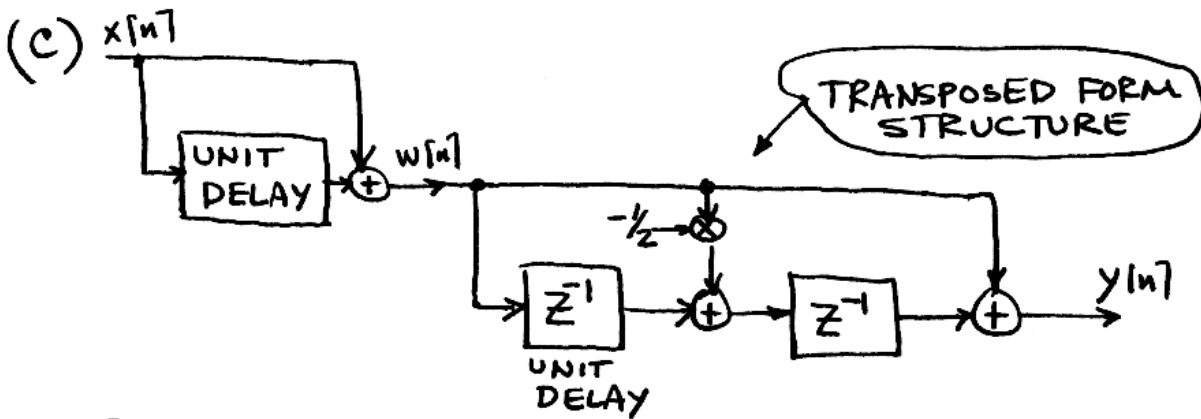 (C) x[n]
TRANSPOSED FORM
STRUCTURE
UNIT
DELAY
+
w[n]
-1/2
×
Z^{-1}
+
Z^{-1}
+
y[n]
UNIT
DELAY